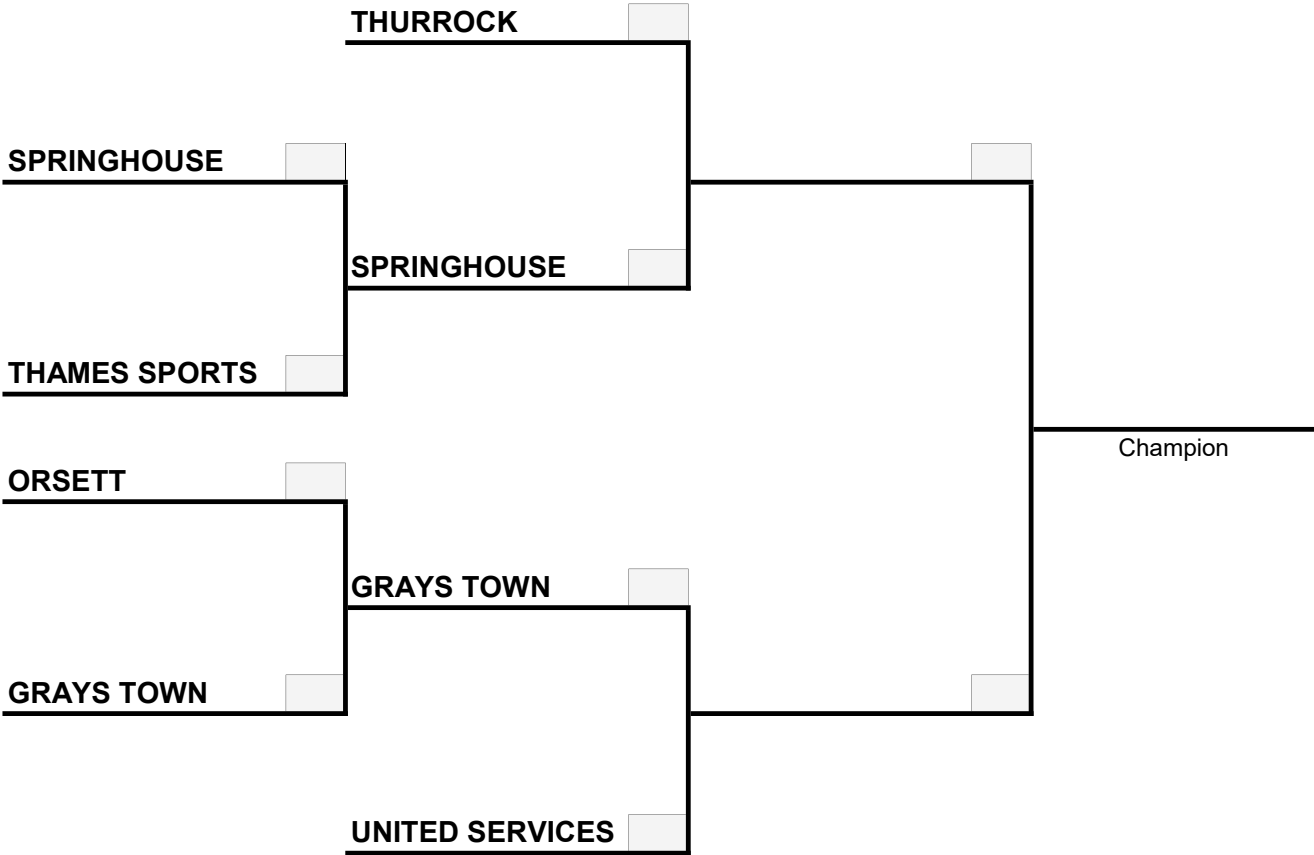 THURROCK
SPRINGHOUSE
SPRINGHOUSE
THAMES SPORTS
Champion
ORSETT
GRAYS TOWN
GRAYS TOWN
UNITED SERVICES